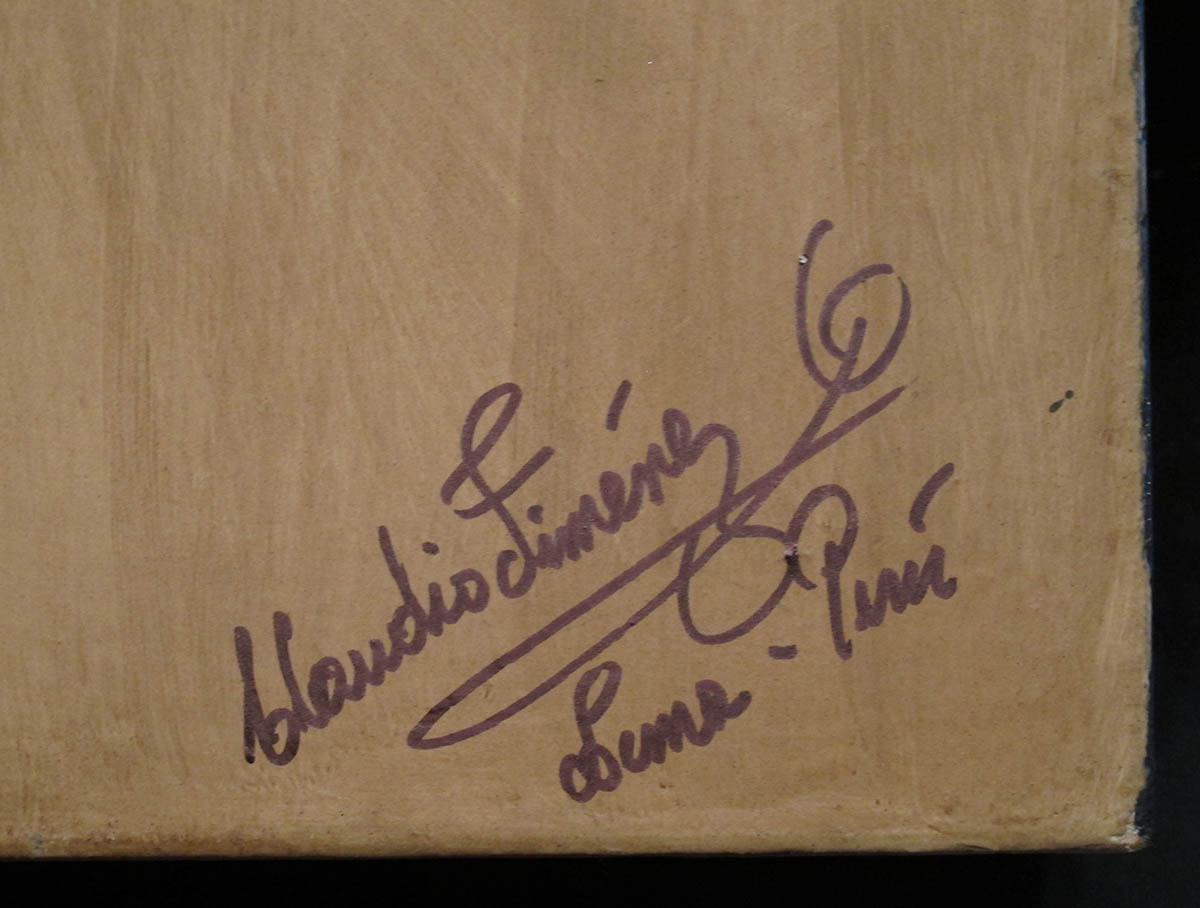 Claudio Jiménez
Lima - Perú